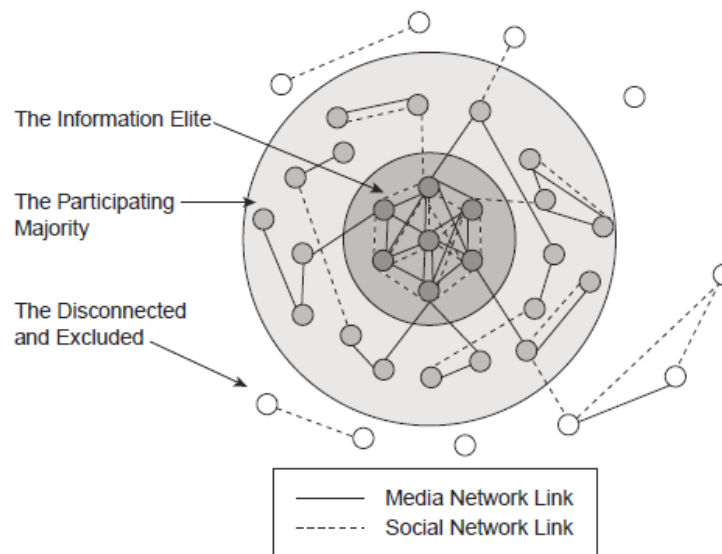 The Information Elite
The Participating
Majority
The Disconnected
and Excluded
Media Network Link
Social Network Link